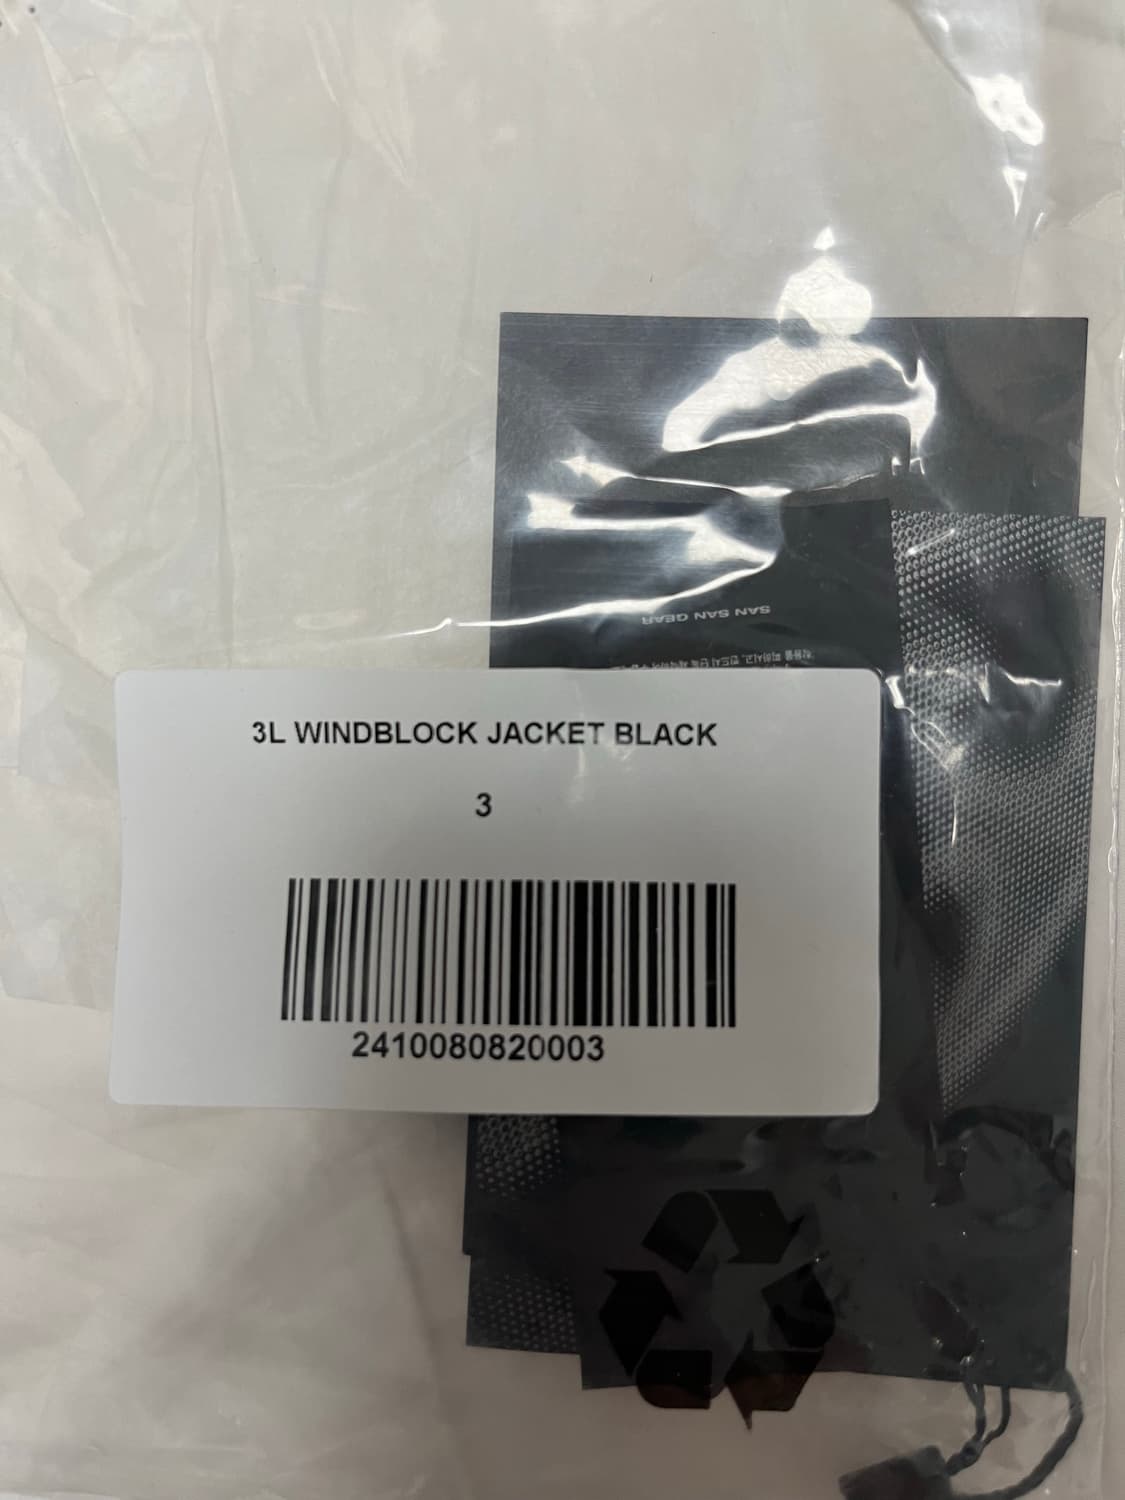 SAN SAN GEAR
3L WINDBLOCK JACKET BLACK
3
2410080820003